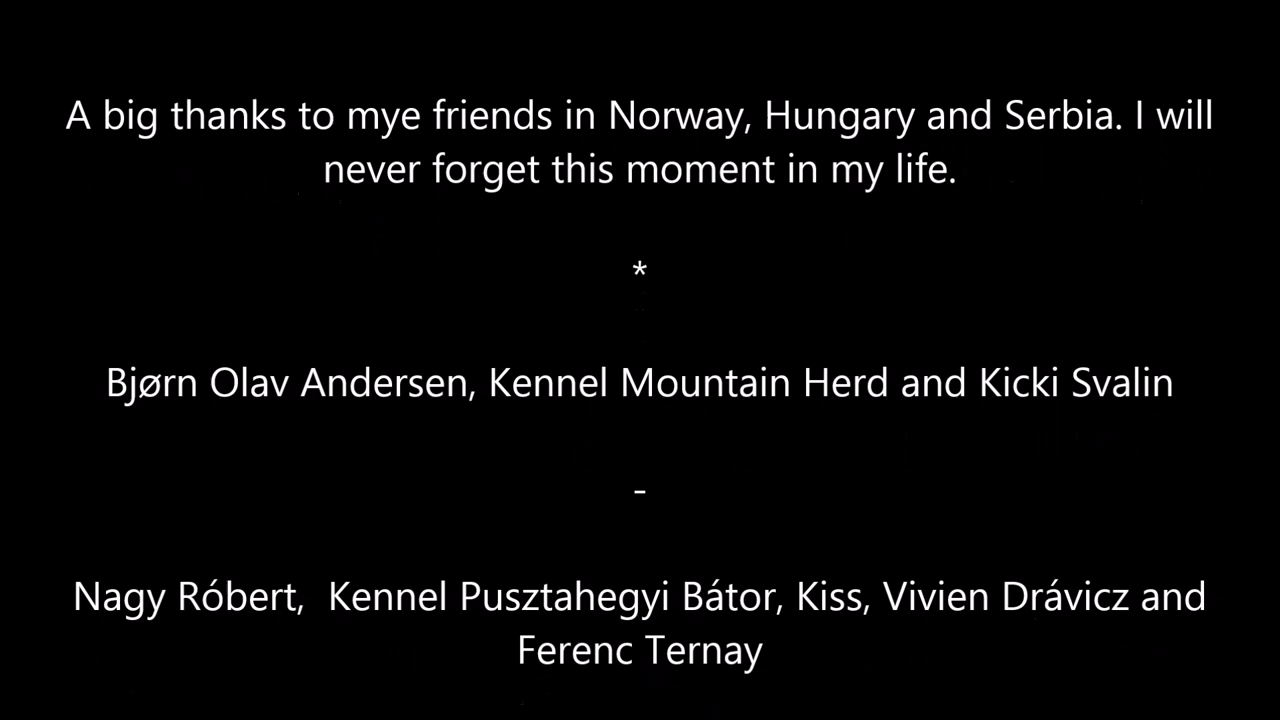 A big thanks to mye friends in Norway, Hungary and Serbia. I will
never forget this moment in my life.
*
Bjørn Olav Andersen, Kennel Mountain Herd and Kicki Svalin
-
Nagy Róbert,  Kennel Pusztahegyi Bátor, Kiss, Vivien Drávicz and
Ferenc Ternay